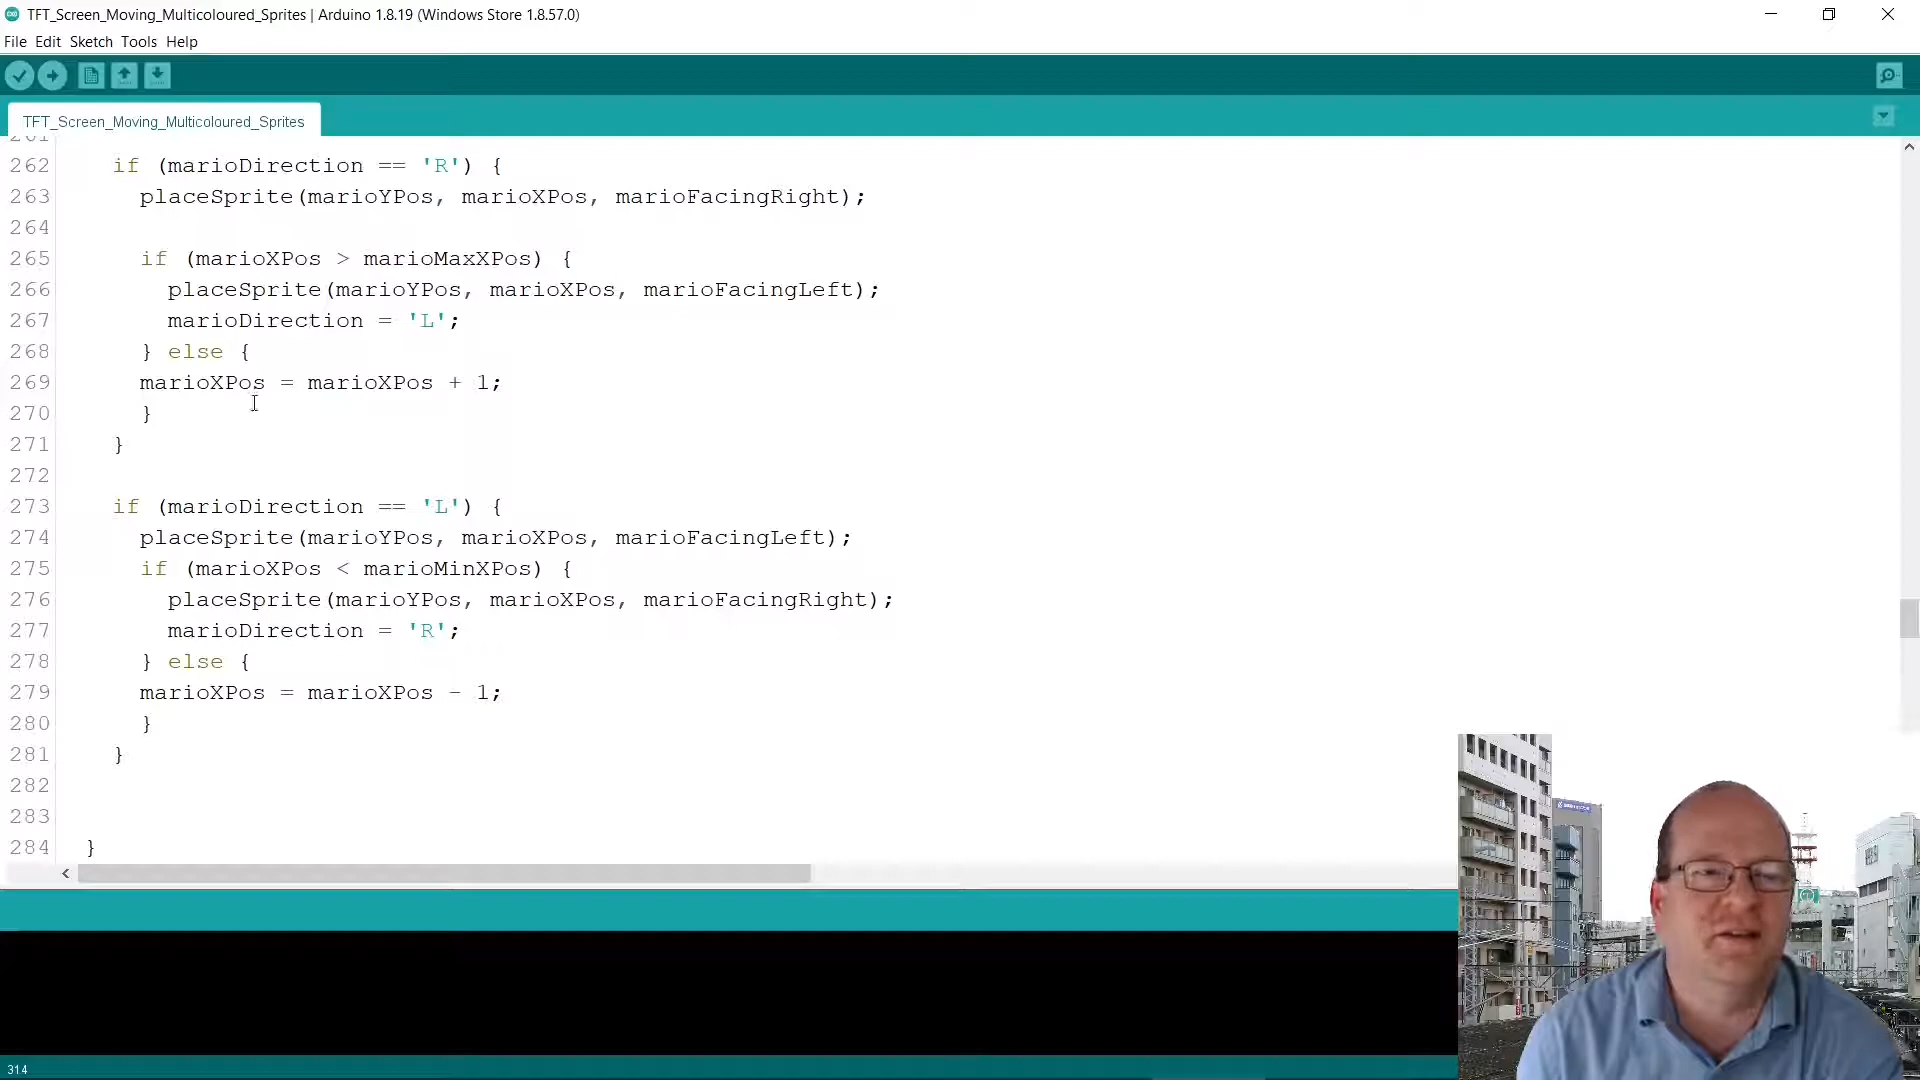 TFT_Screen_Moving_Multicoloured_Sprites | Arduino 1.8.19 (Windows Store 1.8.57.0)
File Edit Sketch Tools Help
TFT_Screen_Moving_Multicoloured_Sprites
261
262 if (marioDirection == 'R') {
263 placeSprite(marioYPos, marioXPos, marioFacingRight);
264
265 if (marioXPos > marioMaxXPos) {
266 placeSprite(marioYPos, marioXPos, marioFacingLeft);
267 marioDirection = 'L';
268 } else {
269 marioXPos = marioXPos + 1;
270 }
271 }
272
273 if (marioDirection == 'L') {
274 placeSprite(marioYPos, marioXPos, marioFacingLeft);
275 if (marioXPos < marioMinXPos) {
276 placeSprite(marioYPos, marioXPos, marioFacingRight);
277 marioDirection = 'R';
278 } else {
279 marioXPos = marioXPos - 1;
280 }
281 }
282
283
284 }
314